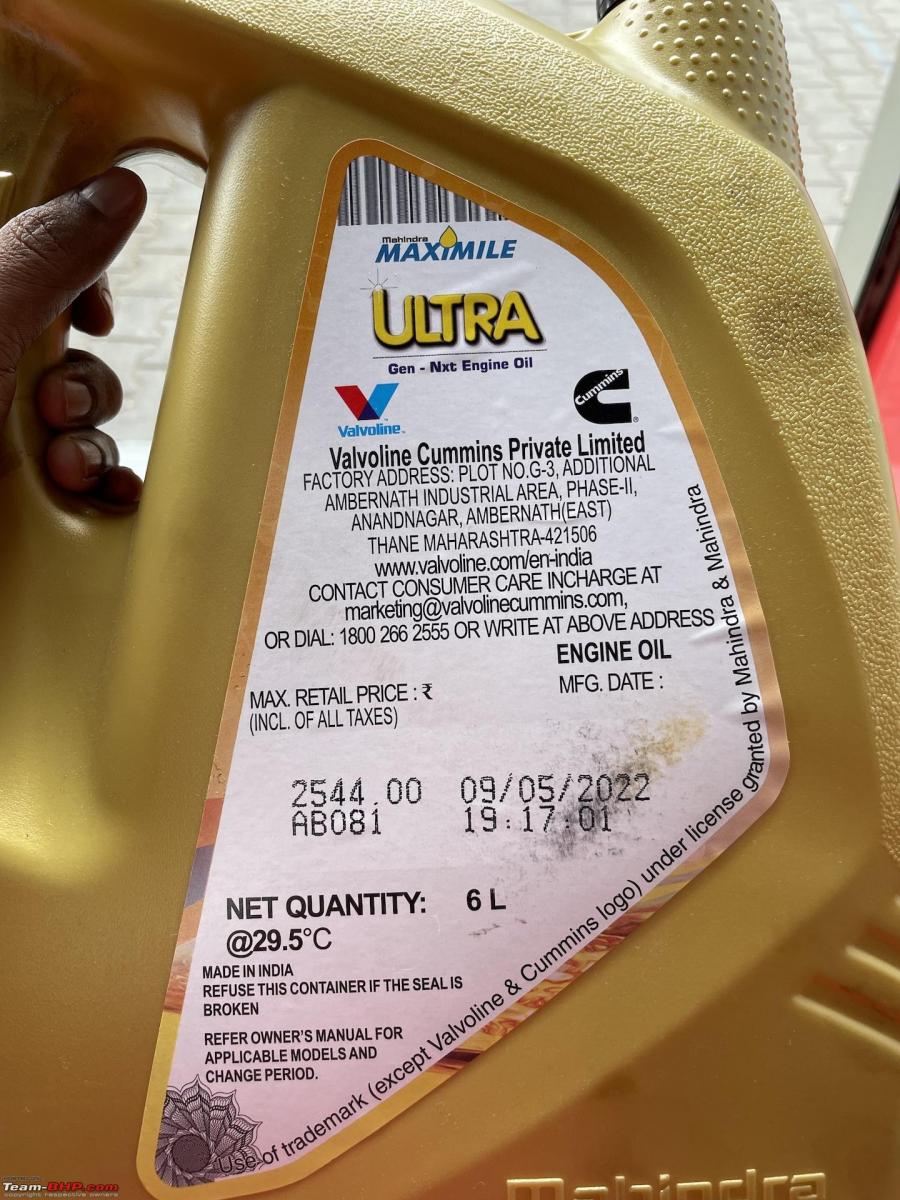 Mahindra
MAXIMILE
ULTRA
Gen - Nxt Engine Oil
Valvoline
Cummins
Valvoline Cummins Private Limited
FACTORY ADDRESS: PLOT NO.G-3, ADDITIONAL
AMBERNATH INDUSTRIAL AREA, PHASE-II,
ANANDNAGAR, AMBERNATH(EAST)
THANE MAHARASHTRA-421506
www.valvoline.com/en-india
CONTACT CONSUMER CARE INCHARGE AT
marketing@valvolinecummins.com,
OR DIAL: 1800 266 2555 OR WRITE AT ABOVE ADDRESS
ENGINE OIL
MAX. RETAIL PRICE : ₹ MFG. DATE :
(INCL. OF ALL TAXES)
2544.00 09/05/2022
AB081 19:17:01
NET QUANTITY: 6 L
@29.5°C
MADE IN INDIA
REFUSE THIS CONTAINER IF THE SEAL IS
BROKEN
REFER OWNER'S MANUAL FOR
APPLICABLE MODELS AND
CHANGE PERIOD.
Use of trademark (except Valvoline & Cummins logo) under license granted by Mahindra & Mahindra
Mahindra
Team-BHP.com
copyright respective owners